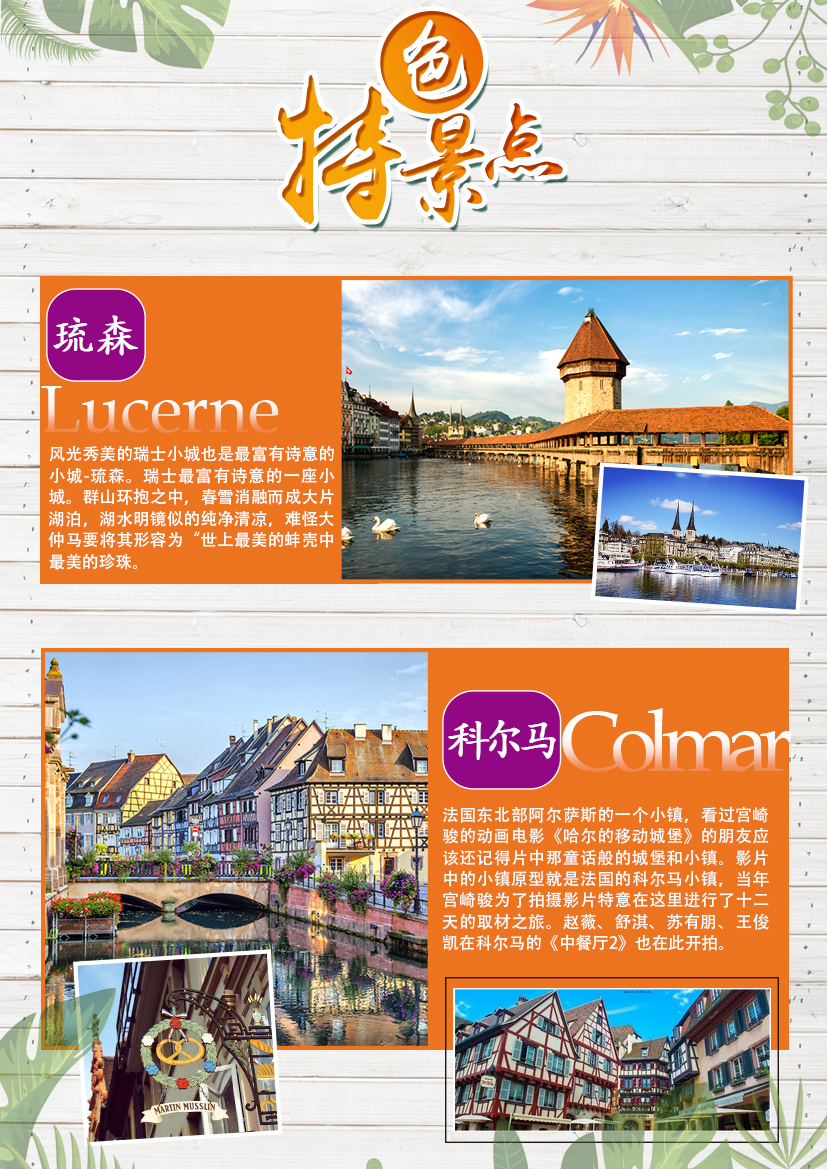 特色景点
琉森
Lucerne
风光秀美的瑞士小城也是最富有诗意的
小城-琉森。瑞士最富有诗意的一座小
城。群山环抱之中，春雪消融而成大片
湖泊，湖水明镜似的纯净清凉，难怪大
仲马要将其形容为“世上最美的蚌壳中
最美的珍珠。
科尔马
Colmar
法国东北部阿尔萨斯的一个小镇，看过宫崎
骏的动画电影《哈尔的移动城堡》的朋友应
该还记得片中那童话般的城堡和小镇。影片
中的小镇原型就是法国的科尔马小镇，当年
宫崎骏为了拍摄影片特意在这里进行了十二
天的取材之旅。赵薇、舒淇、苏有朋、王俊
凯在科尔马的《中餐厅2》也在此开拍。
MARTIN MUSSLIN